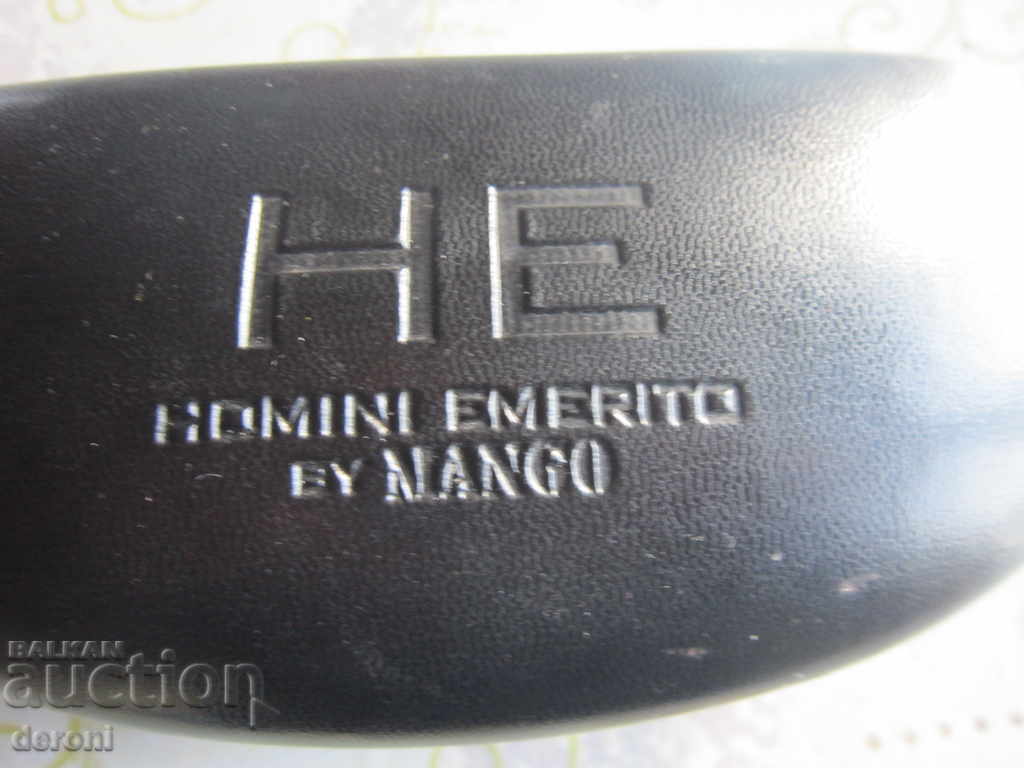 HE
HOMINI EMERITO
BY MANGO
BALKAN
auction
deroni